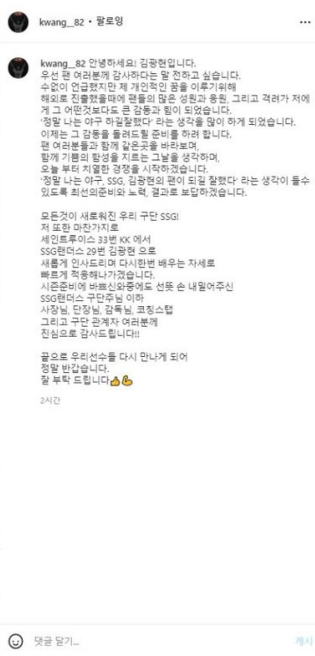 kwang__82 • 팔로잉
kwang__82 안녕하세요! 김광현입니다.
우선 팬 여러분께 감사하다는 말 전하고 싶습니다.
수없이 언급했지만 제 개인적인 꿈을 이루기위해
해외로 진출했을때에 팬들의 많은 성원과 응원, 그리고 격려가 저에
게 그 어떤것보다도 큰 감동과 힘이 되었습니다.
'정말 나는 야구 하길잘했다' 라는 생각을 많이 하게 되었습니다.
이제는 그 감동을 돌려드릴 준비를 하려 합니다.
팬 여러분들과 함께 같은곳을 바라보며,
함께 기쁨의 함성을 지르는 그날을 생각하며,
오늘 부터 치열한 경쟁을 시작하겠습니다.
'정말 나는 야구, SSG, 김광현의 팬이 되길 잘했다' 라는 생각이 들수
있도록 최선의준비와 노력, 결과로 보답하겠습니다.
모든것이 새로워진 우리 구단 SSG!
저 또한 마찬가지로
세인트루이스 33번 KK 에서
SSG랜더스 29번 김광현 으로
새롭게 인사드리며 다시한번 배우는 자세로
빠르게 적응해나가겠습니다.
시즌준비에 바쁘신와중에도 선뜻 손 내밀어주신
SSG랜더스 구단주님 이하
사장님, 단장님, 감독님, 코칭스탭
그리고 구단 관계자 여러분께
진심으로 감사드립니다!!
끝으로 우리선수들 다시 만나게 되어
정말 반갑습니다.
잘 부탁 드립니다👍💪
2시간
댓글 달기...
게시